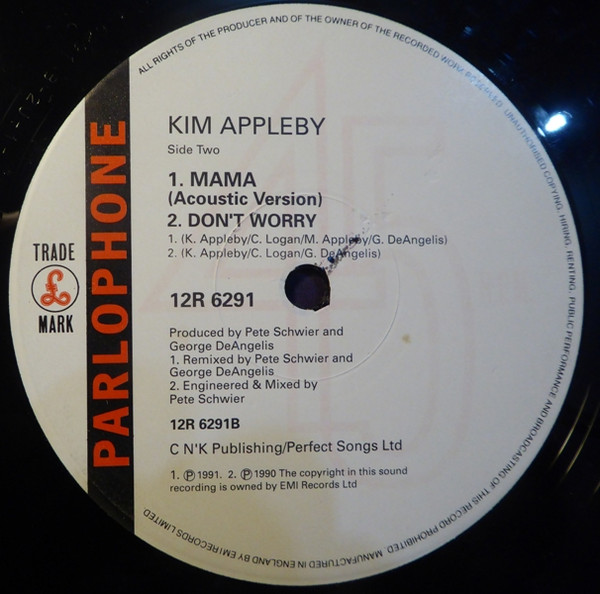 ALL RIGHTS OF THE PRODUCER AND OF THE OWNER OF THE RECORDED WORK RESERVED. UNAUTHORISED COPYING, HIRING, RENTING, PUBLIC PERFORMANCE AND BROADCASTING OF THIS RECORD PROHIBITED. MANUFACTURED IN ENGLAND BY EMI RECORDS LIMITED
PARLOPHONE
TRADE
£
MARK
45
KIM APPLEBY
Side Two
1. MAMA
(Acoustic Version)
2. DON'T WORRY
1. (K. Appleby/C. Logan/M. Appleby/G. DeAngelis)
2. (K. Appleby/C. Logan/G. DeAngelis)
12R 6291
Produced by Pete Schwier and
George DeAngelis
1. Remixed by Pete Schwier and
George DeAngelis
2. Engineered & Mixed by
Pete Schwier
12R 6291B
C N'K Publishing/Perfect Songs Ltd
1. ℗ 1991. 2. ℗ 1990 The copyright in this sound
recording is owned by EMI Records Ltd